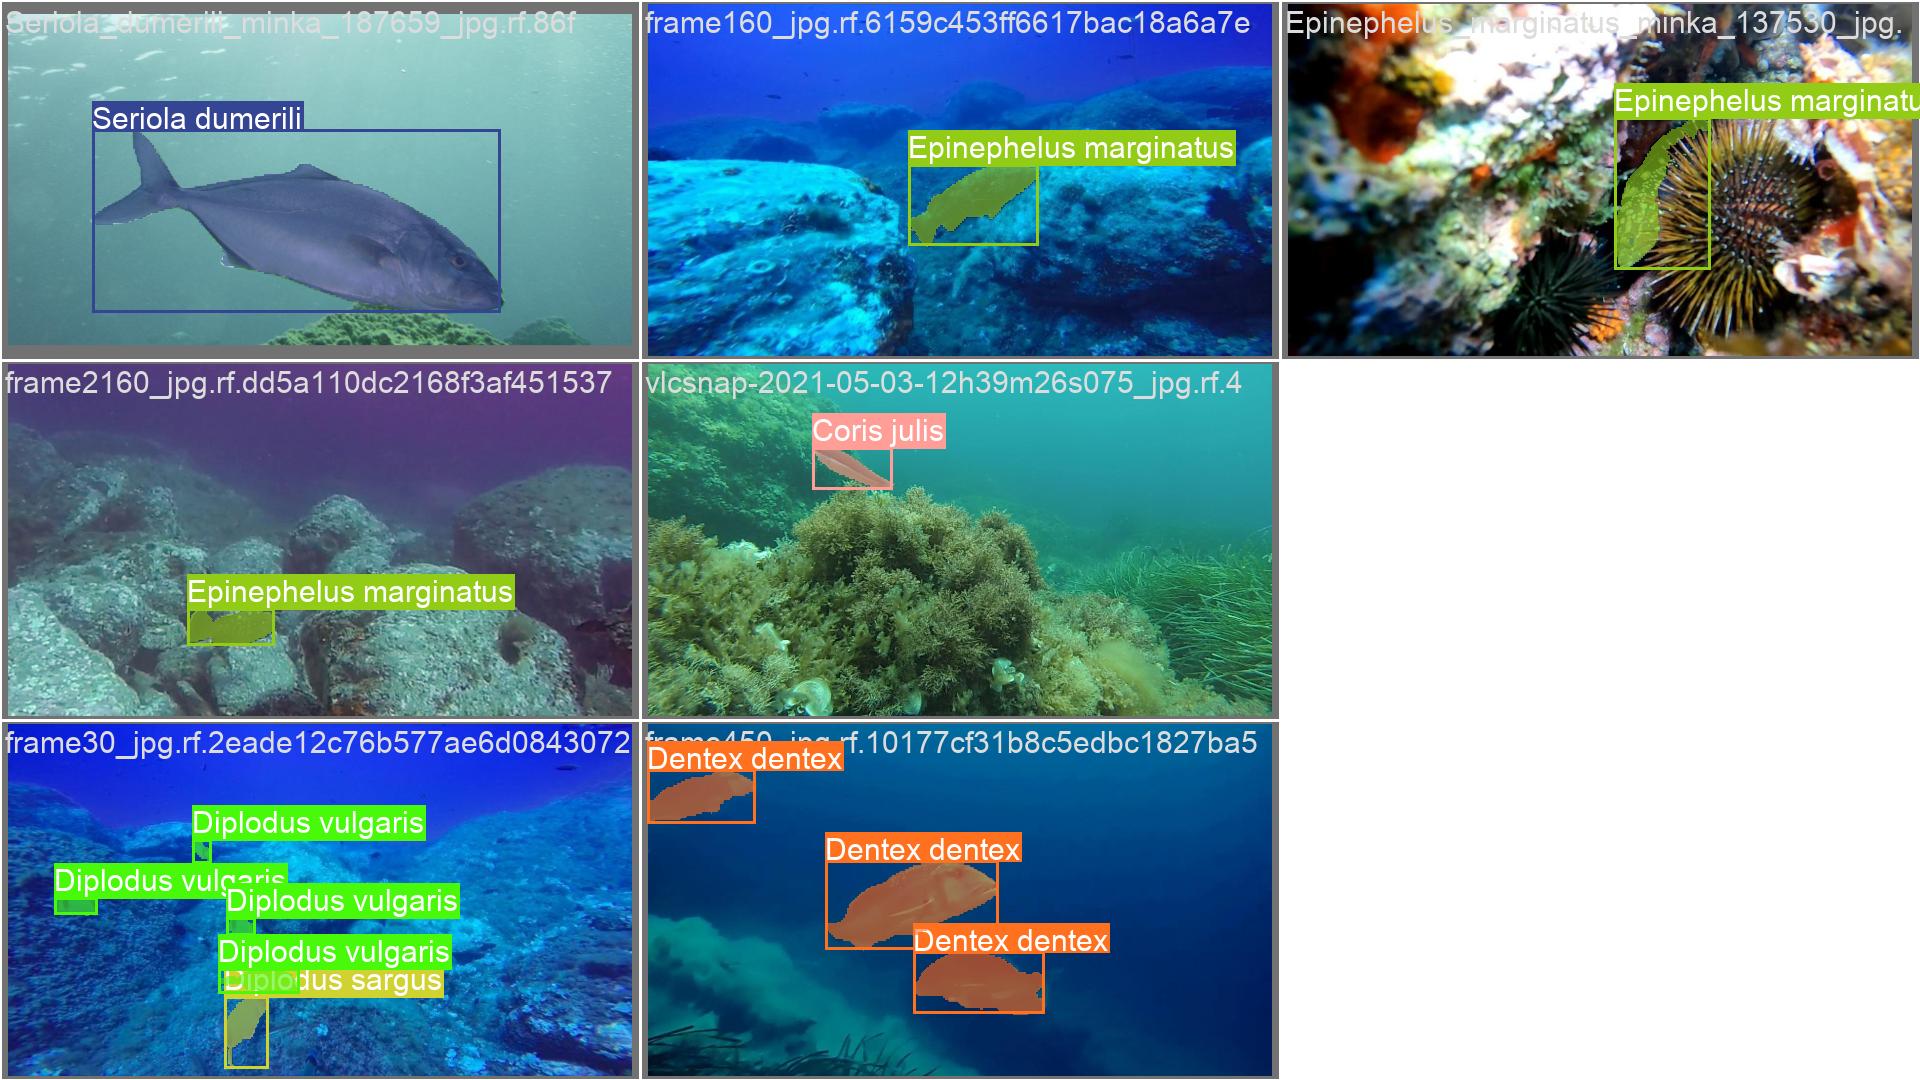 Seriola_dumerili_minka_187659_jpg.rf.86f
Seriola dumerili
frame160_jpg.rf.6159c453ff6617bac18a6a7e
Epinephelus marginatus
Epinephelus_marginatus_minka_137530_jpg.
Epinephelus marginatu
frame2160_jpg.rf.dd5a110dc2168f3af451537
Epinephelus marginatus
vlcsnap-2021-05-03-12h39m26s075_jpg.rf.4
Coris julis
frame30_jpg.rf.2eade12c76b577ae6d0843072
Diplodus vulgaris
Diplodus vulgaris
Diplodus vulgaris
Diplodus vulgaris
Diplodus sargus
frame450_jpg.rf.10177cf31b8c5edbc1827ba5
Dentex dentex
Dentex dentex
Dentex dentex